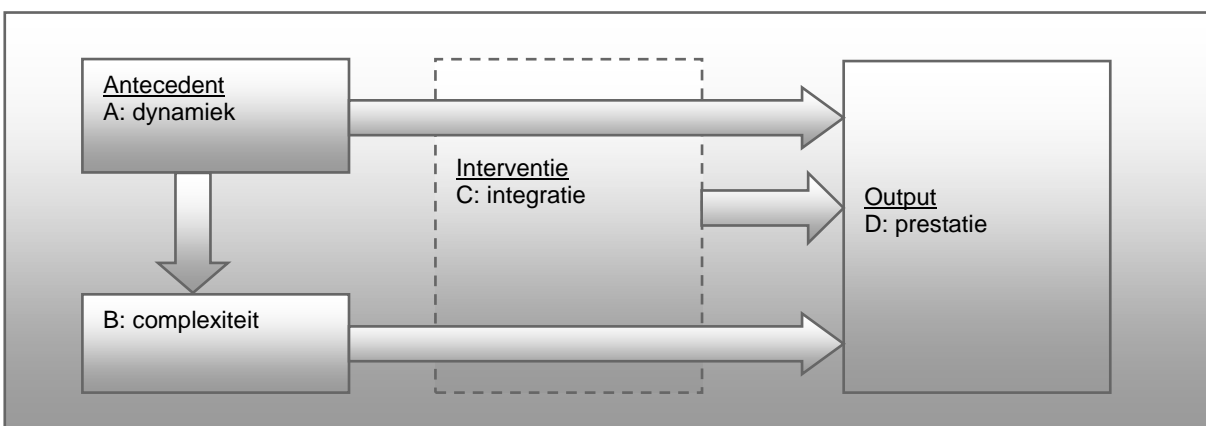 Antecedent
A: dynamiek
Interventie
C: integratie
Output
D: prestatie
B: complexiteit